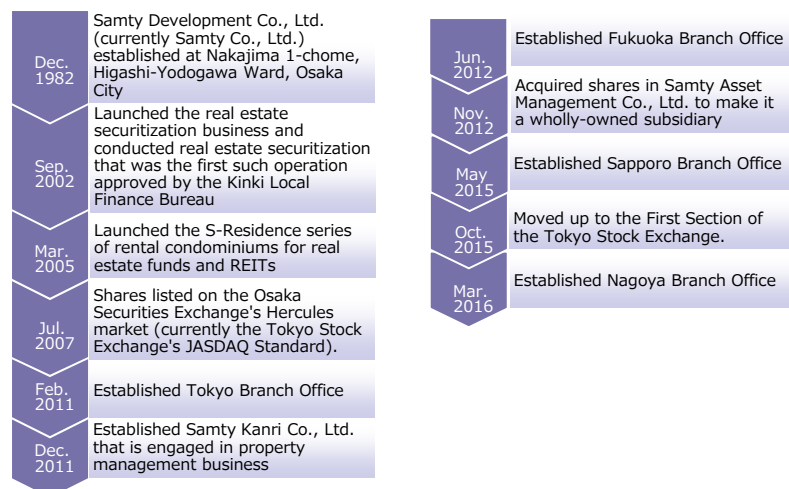 Dec.
1982
Samty Development Co., Ltd.
(currently Samty Co., Ltd.)
established at Nakajima 1-chome,
Higashi-Yodogawa Ward, Osaka
City
Sep.
2002
Launched the real estate
securitization business and
conducted real estate securitization
that was the first such operation
approved by the Kinki Local
Finance Bureau
Mar.
2005
Launched the S-Residence series
of rental condominiums for real
estate funds and REITs
Jul.
2007
Shares listed on the Osaka
Securities Exchange's Hercules
market (currently the Tokyo Stock
Exchange's JASDAQ Standard).
Feb.
2011
Established Tokyo Branch Office
Dec.
2011
Established Samty Kanri Co., Ltd.
that is engaged in property
management business
Jun.
2012
Established Fukuoka Branch Office
Nov.
2012
Acquired shares in Samty Asset
Management Co., Ltd. to make it
a wholly-owned subsidiary
May
2015
Established Sapporo Branch Office
Oct.
2015
Moved up to the First Section of
the Tokyo Stock Exchange.
Mar.
2016
Established Nagoya Branch Office